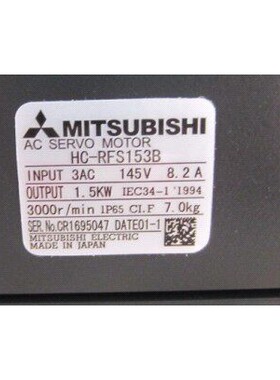 MITSUBISHI
AC SERVO MOTOR
HC-RFS153B
INPUT 3AC 145V 8.2A
OUTPUT 1.5KW IEC34-1 '1994
3000r/min IP65 CI.F 7.0kg
SER.No.CR1695047 DATE01-1
MITSUBISHI ELECTRIC
MADE IN JAPAN